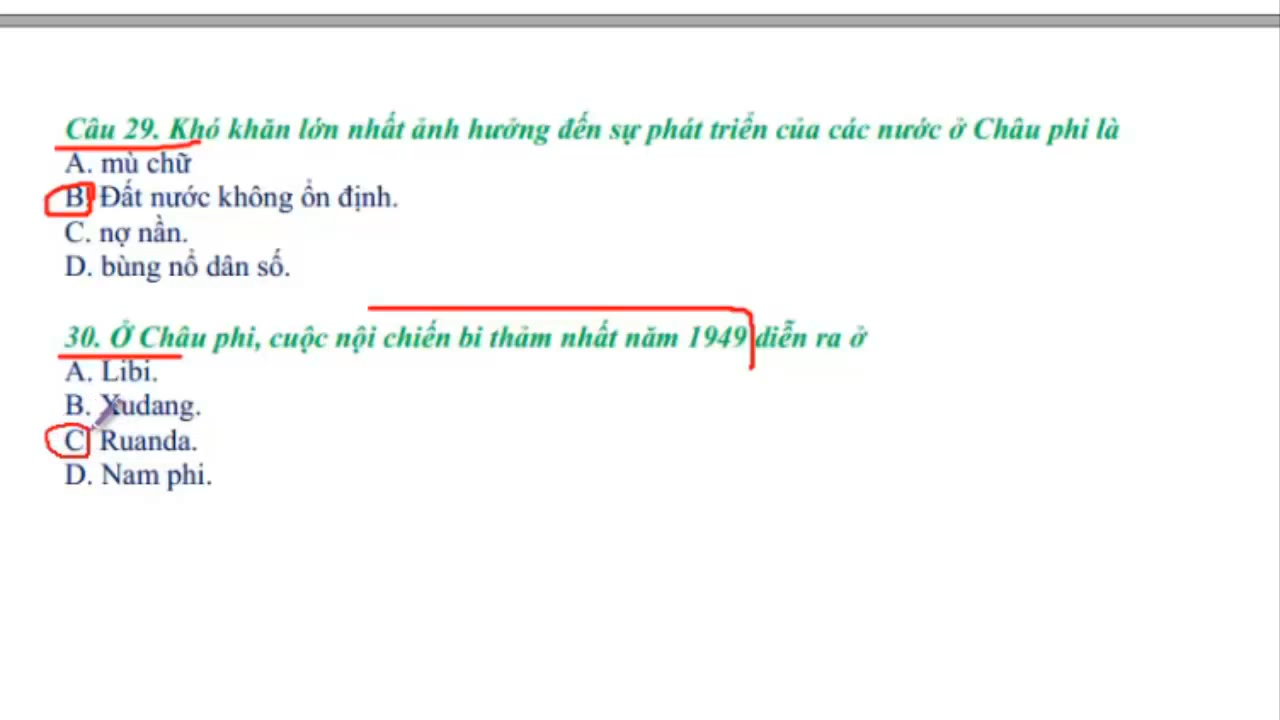 Câu 29. Khó khăn lớn nhất ảnh hưởng đến sự phát triển của các nước ở Châu phi là
A. mù chữ
B. Đất nước không ổn định.
C. nợ nần.
D. bùng nổ dân số.
30. Ở Châu phi, cuộc nội chiến bi thảm nhất năm 1949 diễn ra ở
A. Libi.
B. Xudang.
C. Ruanda.
D. Nam phi.